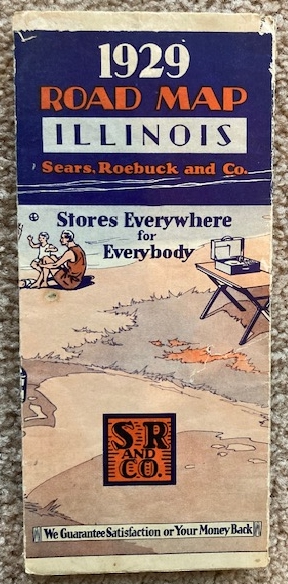 1929
ROAD MAP
ILLINOIS
Sears, Roebuck and Co.
Stores Everywhere
for
Everybody
S R
AND
CO.
We Guarantee Satisfaction or Your Money Back